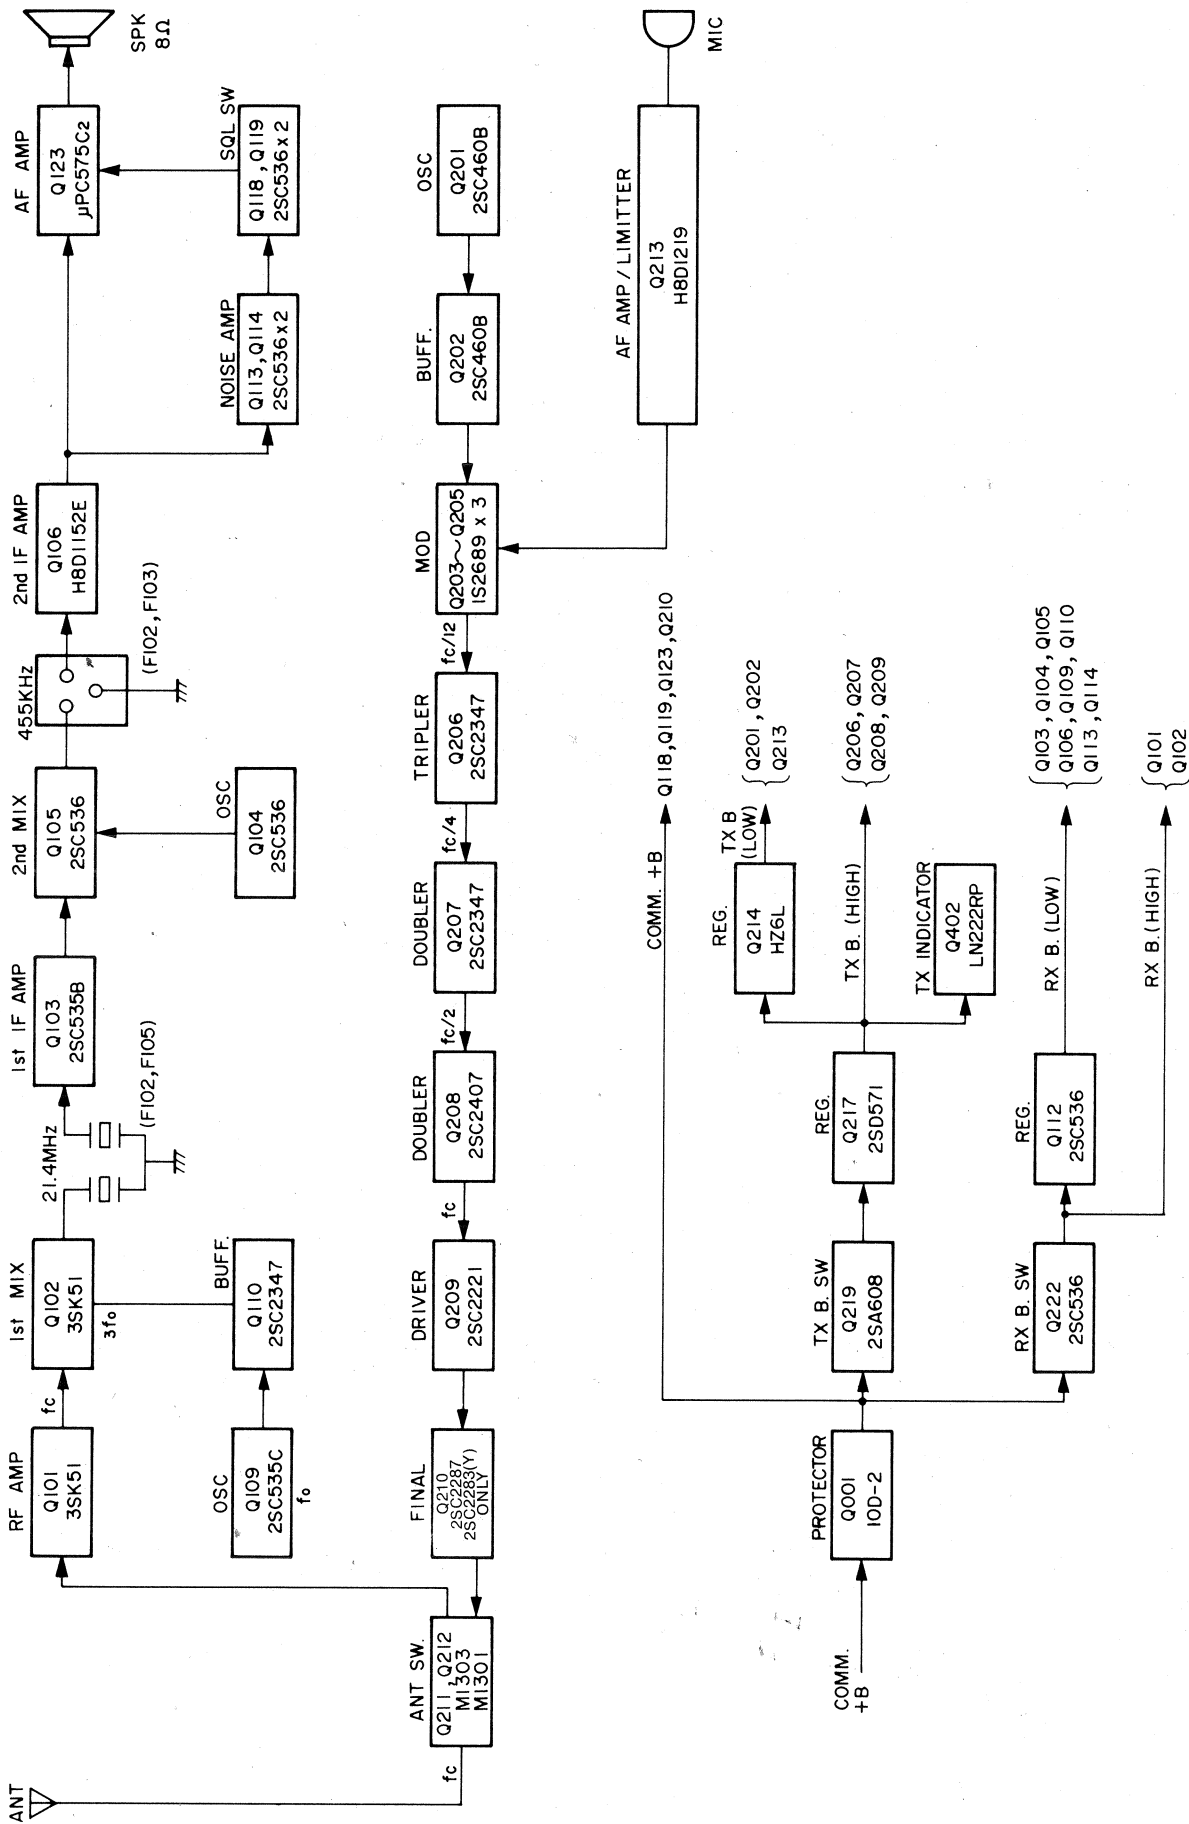 ANT
ANT SW.
Q211, Q212
M1303
M1301
fc
RF AMP
Q101
3SK51
fc
1st MIX
Q102
3SK51
3fo
OSC
Q109
2SC535C
fo
BUFF.
Q110
2SC2347
21.4MHz
(F102, F105)
1st IF AMP
Q103
2SC535B
2nd MIX
Q105
2SC536
OSC
Q104
2SC536
455KHz
(F102, F103)
2nd IF AMP
Q106
H8D1152E
NOISE AMP
Q113, Q114
2SC536x2
SQL SW
Q118, Q119
2SC536x2
AF AMP
Q123
µPC575C2
SPK
8Ω
FINAL
Q210
2SC2287
2SC2283(Y)
ONLY
DRIVER
Q209
2SC2221
fc
DOUBLER
Q208
2SC2407
fc/2
DOUBLER
Q207
2SC2347
fc/4
TRIPLER
Q206
2SC2347
fc/12
MOD
Q203~Q205
1S2689 x 3
BUFF.
Q202
2SC460B
OSC
Q201
2SC460B
AF AMP / LIMITTER
Q213
H8D1219
MIC
COMM.
+B
PROTECTOR
Q001
10D-2
COMM. +B
Q118, Q119, Q123, Q210
TX B. SW
Q219
2SA608
REG.
Q217
2SD571
REG.
Q214
HZ6L
TX B
(LOW)
Q201, Q202
Q213
TX B. (HIGH)
Q206, Q207
Q208, Q209
TX INDICATOR
Q402
LN222RP
RX B. SW
Q222
2SC536
REG.
Q112
2SC536
RX B. (LOW)
Q103, Q104, Q105
Q106, Q109, Q110
Q113, Q114
RX B. (HIGH)
Q101
Q102